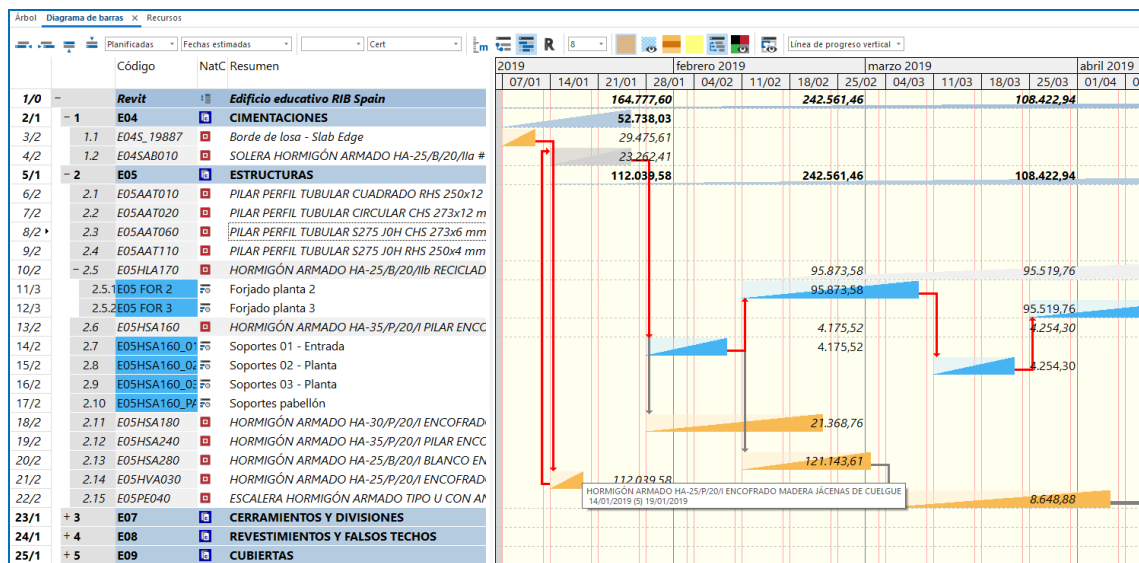 Árbol Diagrama de barras × Recursos
Planificadas Fechas estimadas Cert m R 8 Línea de progreso vertical
Código NatC Resumen 2019 febrero 2019 marzo 2019 abril 2019
07/01 14/01 21/01 28/01 04/02 11/02 18/02 25/02 04/03 11/03 18/03 25/03 01/04 0
1/0 − Revit Edificio educativo RIB Spain 164.777,60 242.561,46 108.422,94
2/1 − 1 E04 CIMENTACIONES 52.738,03
3/2 1.1 E04S_19887 Borde de losa - Slab Edge 29.475,61
4/2 1.2 E04SAB010 SOLERA HORMIGÓN ARMADO HA-25/B/20/IIa # 23.262,41
5/1 − 2 E05 ESTRUCTURAS 112.039,58 242.561,46 108.422,94
6/2 2.1 E05AAT010 PILAR PERFIL TUBULAR CUADRADO RHS 250x12
7/2 2.2 E05AAT020 PILAR PERFIL TUBULAR CIRCULAR CHS 273x12 m
8/2 2.3 E05AAT060 PILAR PERFIL TUBULAR S275 J0H CHS 273x6 mm
9/2 2.4 E05AAT110 PILAR PERFIL TUBULAR S275 J0H RHS 250x4 mm
10/2 − 2.5 E05HLA170 HORMIGÓN ARMADO HA-25/B/20/IIb RECICLAD 95.873,58 95.519,76
11/3 2.5.1 E05 FOR 2 Forjado planta 2 95.873,58
12/3 2.5.2 E05 FOR 3 Forjado planta 3 95.519,76
13/2 2.6 E05HSA160 HORMIGÓN ARMADO HA-35/P/20/I PILAR ENCO 4.175,52 4.254,30
14/2 2.7 E05HSA160_01 Soportes 01 - Entrada 4.175,52
15/2 2.8 E05HSA160_02 Soportes 02 - Planta 4.254,30
16/2 2.9 E05HSA160_03 Soportes 03 - Planta
17/2 2.10 E05HSA160_PA Soportes pabellón
18/2 2.11 E05HSA180 HORMIGÓN ARMADO HA-30/P/20/I ENCOFRAD 21.368,76
19/2 2.12 E05HSA240 HORMIGÓN ARMADO HA-35/P/20/I PILAR ENCO
20/2 2.13 E05HSA280 HORMIGÓN ARMADO HA-25/B/20/I BLANCO EN 121.143,61
21/2 2.14 E05HVA030 HORMIGÓN ARMADO HA-25/P/20/I ENCOFRAD 112.039,58
HORMIGÓN ARMADO HA-25/P/20/I ENCOFRADO MADERA JÁCENAS DE CUELGUE
14/01/2019 (5) 19/01/2019
22/2 2.15 E05PE040 ESCALERA HORMIGÓN ARMADO TIPO U CON AN 8.648,88
23/1 + 3 E07 CERRAMIENTOS Y DIVISIONES
24/1 + 4 E08 REVESTIMIENTOS Y FALSOS TECHOS
25/1 + 5 E09 CUBIERTAS